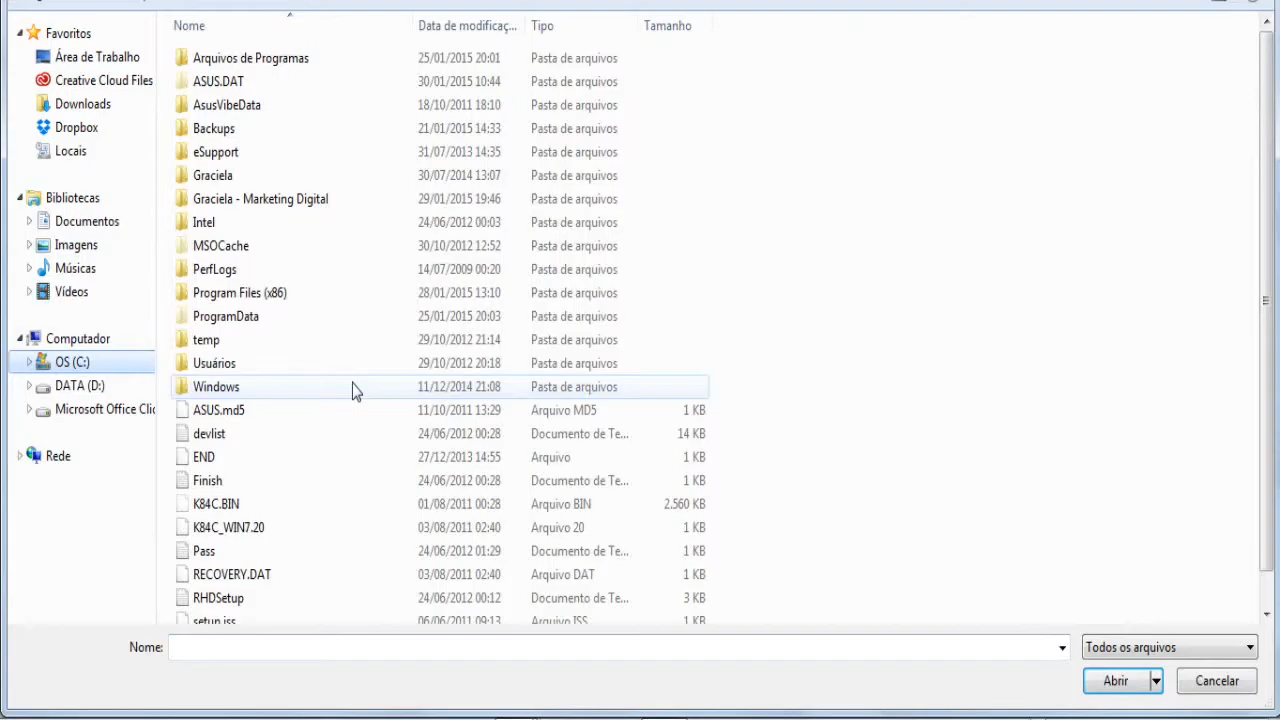 Nome Data de modificaç... Tipo Tamanho
Favoritos
Área de Trabalho
Creative Cloud Files
Downloads
Dropbox
Locais
Bibliotecas
Documentos
Imagens
Músicas
Vídeos
Computador
OS (C:)
DATA (D:)
Microsoft Office Clic
Rede
Arquivos de Programas 25/01/2015 20:01 Pasta de arquivos
ASUS.DAT 30/01/2015 10:44 Pasta de arquivos
AsusVibeData 18/10/2011 18:10 Pasta de arquivos
Backups 21/01/2015 14:33 Pasta de arquivos
eSupport 31/07/2013 14:35 Pasta de arquivos
Graciela 30/07/2014 13:07 Pasta de arquivos
Graciela - Marketing Digital 29/01/2015 19:46 Pasta de arquivos
Intel 24/06/2012 00:03 Pasta de arquivos
MSOCache 30/10/2012 12:52 Pasta de arquivos
PerfLogs 14/07/2009 00:20 Pasta de arquivos
Program Files (x86) 28/01/2015 13:10 Pasta de arquivos
ProgramData 25/01/2015 20:03 Pasta de arquivos
temp 29/10/2012 21:14 Pasta de arquivos
Usuários 29/10/2012 20:18 Pasta de arquivos
Windows 11/12/2014 21:08 Pasta de arquivos
ASUS.md5 11/10/2011 13:29 Arquivo MD5 1 KB
devlist 24/06/2012 00:28 Documento de Te... 14 KB
END 27/12/2013 14:55 Arquivo 1 KB
Finish 24/06/2012 00:28 Documento de Te... 1 KB
K84C.BIN 01/08/2011 00:28 Arquivo BIN 2.560 KB
K84C_WIN7.20 03/08/2011 02:40 Arquivo 20 1 KB
Pass 24/06/2012 01:29 Documento de Te... 1 KB
RECOVERY.DAT 03/08/2011 02:40 Arquivo DAT 1 KB
RHDSetup 24/06/2012 00:12 Documento de Te... 3 KB
setup.iss 06/06/2011 09:13 Arquivo ISS 1 KB
Nome: Todos os arquivos
Abrir Cancelar